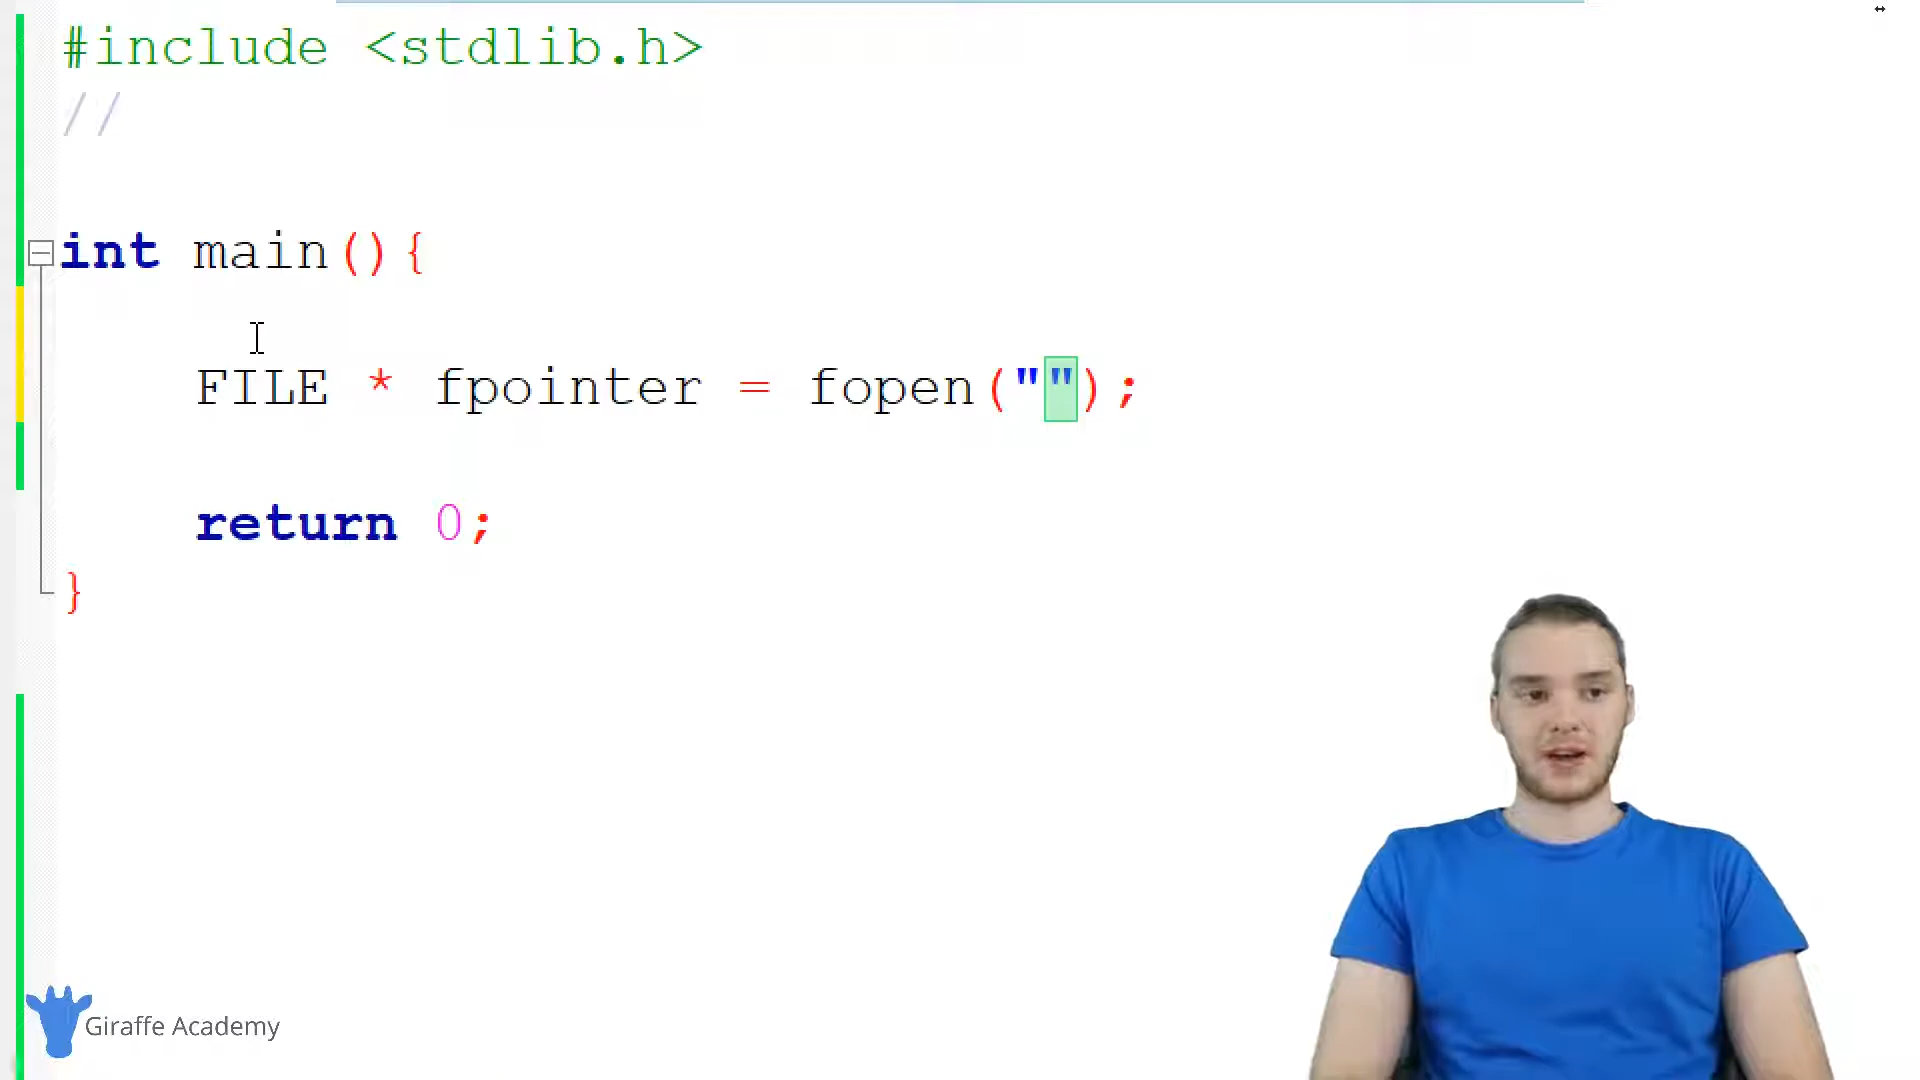 #include <stdlib.h>
//
int main(){
FILE * fpointer = fopen("");
return 0;
}
Giraffe Academy